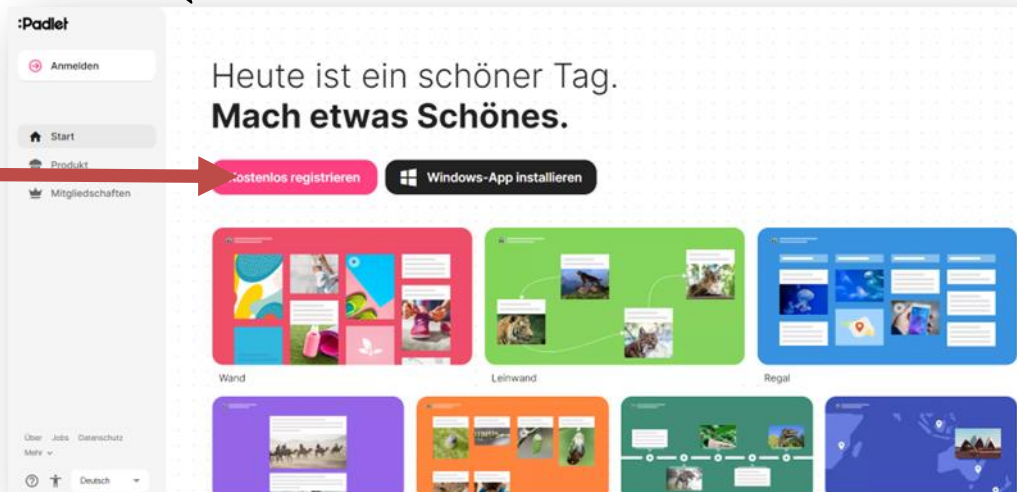 :Padlet
Anmelden
Start
Produkt
Mitgliedschaften
Über Jobs Datenschutz
Mehr
Deutsch
Heute ist ein schöner Tag.
Mach etwas Schönes.
Kostenlos registrieren
Windows-App installieren
Wand
Leinwand
Regal